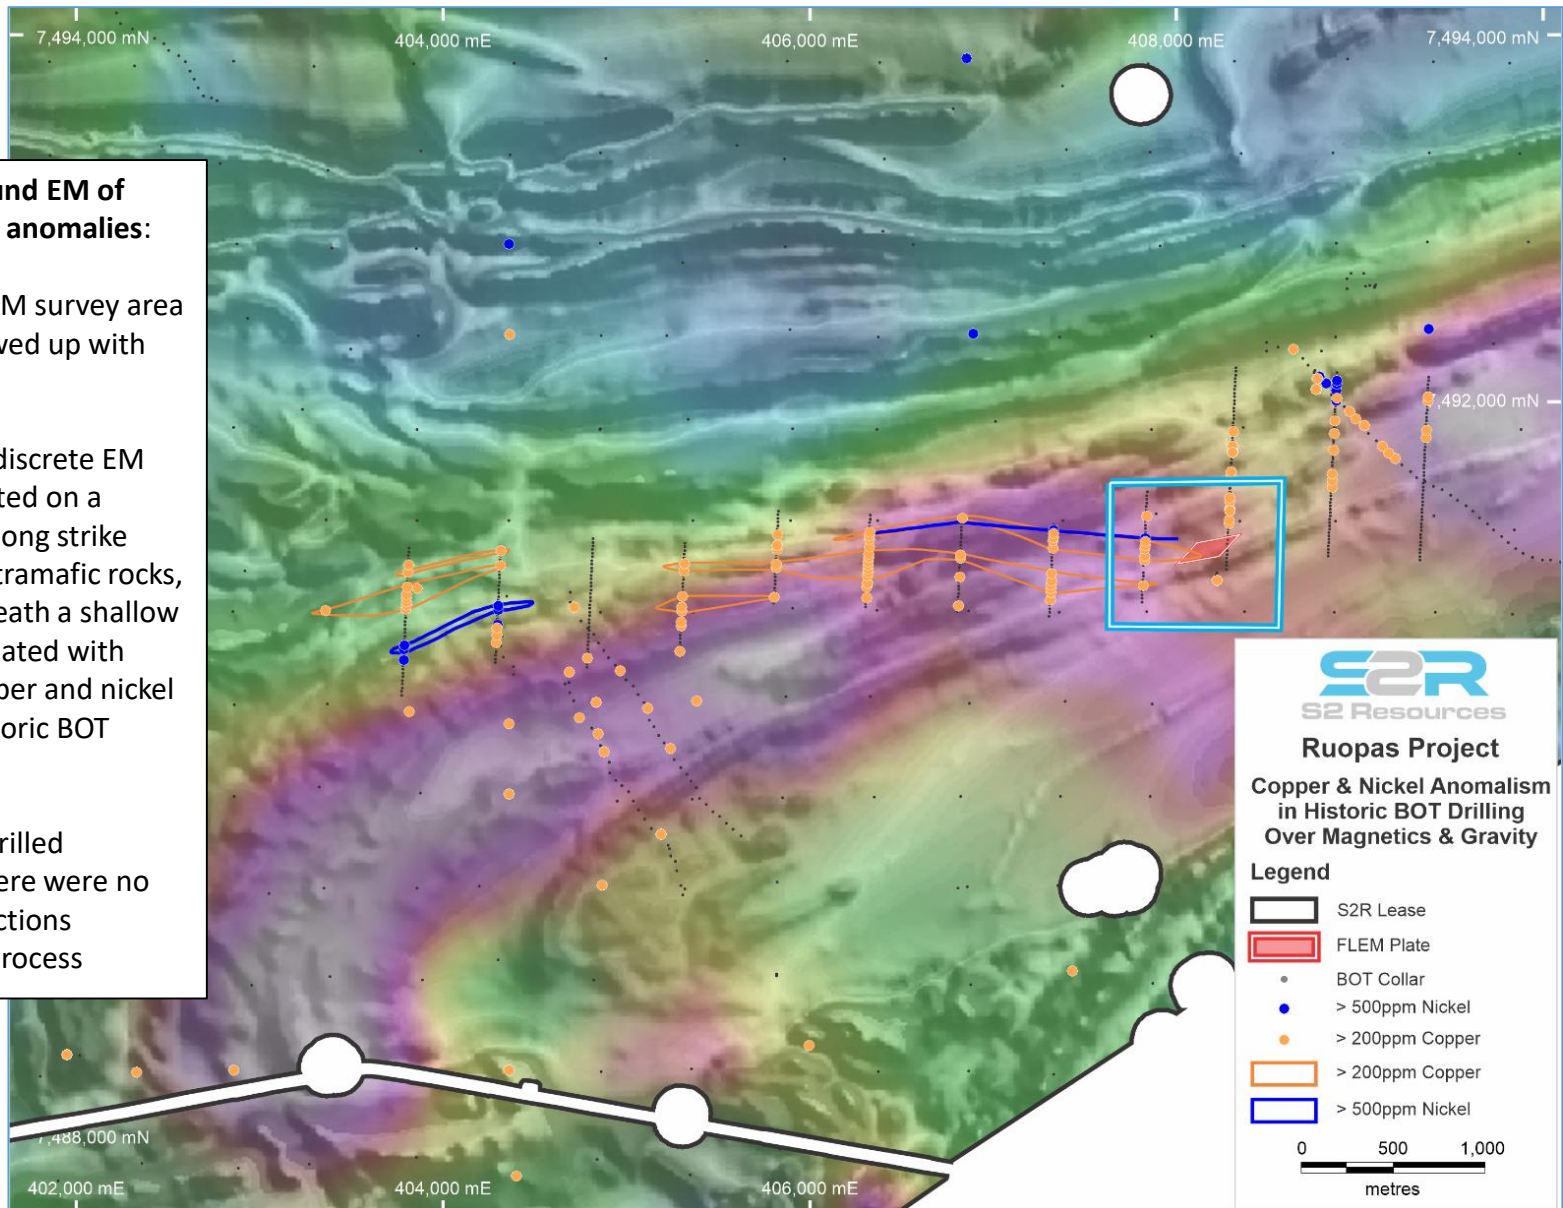 7,494,000 mN
404,000 mE
406,000 mE
408,000 mE
7,494,000 mN
und EM of
anomalies:
M survey area
wed up with
discrete EM
ted on a
ong strike
tramafic rocks,
eath a shallow
ated with
per and nickel
oric BOT
rilled
ere were no
ctions
rocess
7,492,000 mN
S2R
S2 Resources
Ruopas Project
Copper & Nickel Anomalism
in Historic BOT Drilling
Over Magnetics & Gravity
Legend
S2R Lease
FLEM Plate
BOT Collar
> 500ppm Nickel
> 200ppm Copper
> 200ppm Copper
> 500ppm Nickel
0 500 1,000
metres
7,488,000 mN
402,000 mE
404,000 mE
406,000 mE